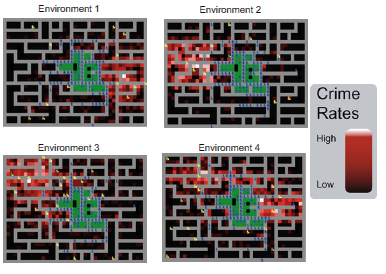 Environment 1
Environment 2
Crime
Rates
High
Low
Environment 3
Environment 4